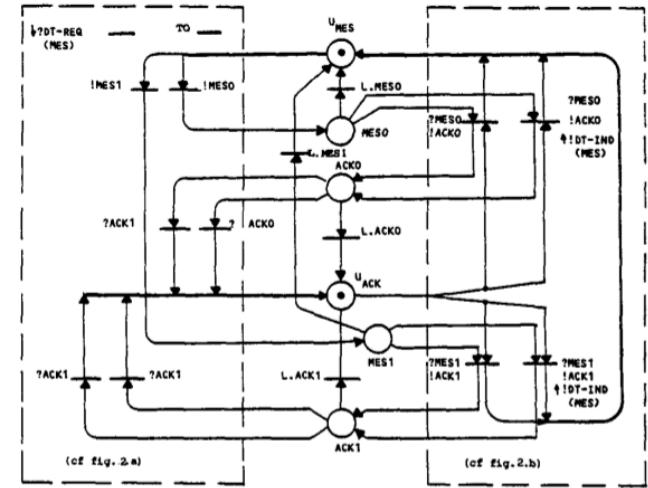 U MES
?DT-REQ TO
(MES)
!MES1 !MES0
L.MES0
?MES0
!ACK0
!DT-IND
(MES)
?MES0
!ACK0
MES0
L.MES1
ACK0
?ACK1 ? ACK0
L.ACK0
U ACK
MES1
?MES1
!ACK1
?MES1
!ACK1
!DT-IND
(MES)
?ACK1 ?ACK1 L.ACK1
ACK1
(cf fig.2.a) (cf fig.2.b)